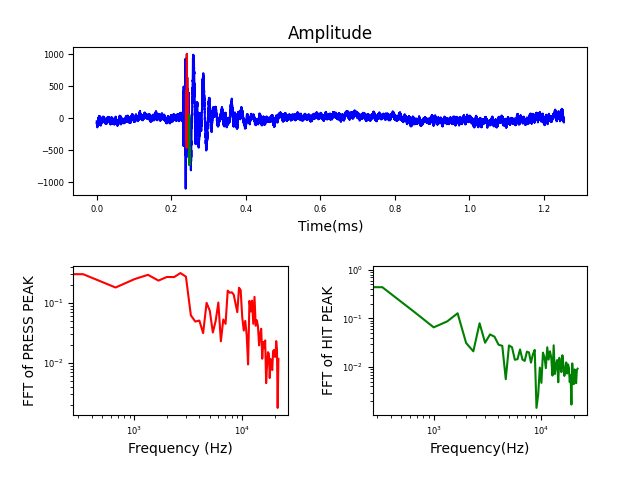 Amplitude
1000
500
0
−500
−1000
0.0 0.2 0.4 0.6 0.8 1.0 1.2
Time(ms)
FFT of PRESS PEAK
10⁻¹
10⁻²
10³ 10⁴
Frequency (Hz)
FFT of HIT PEAK
10⁰
10⁻¹
10⁻²
10³ 10⁴
Frequency(Hz)